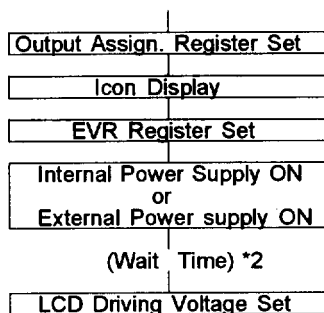 Output Assign. Register Set
Icon Display
EVR Register Set
Internal Power Supply ON
or
External Power supply ON
(Wait Time) *2
LCD Driving Voltage Set